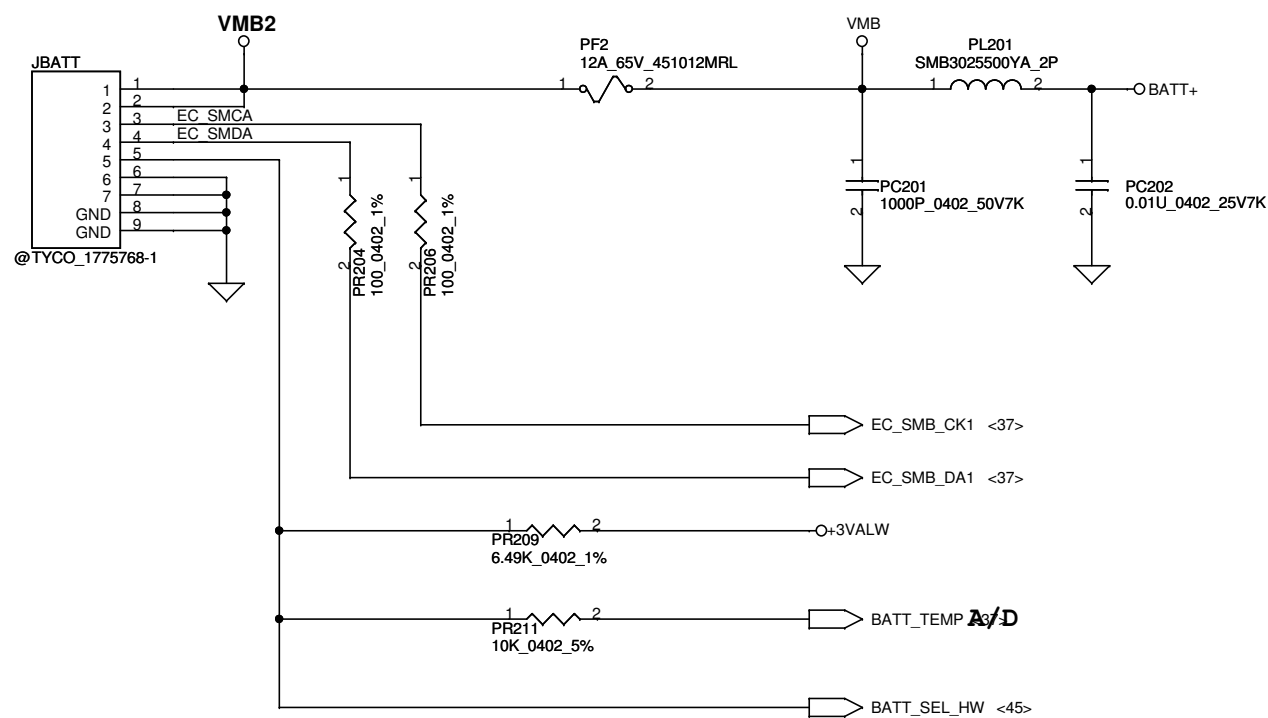 VMB2
VMB
JBATT
PF2
12A_65V_451012MRL
PL201
SMB3025500YA_2P
1 1
2 2
3 3
4 4
5 5
6 6
7 7
GND 8
GND 9
@TYCO_1775768-1
EC_SMCA
EC_SMDA
1 2
1 2
BATT+
1
2
PC201
1000P_0402_50V7K
1
2
PC202
0.01U_0402_25V7K
1
2
PR204
100_0402_1%
1
2
PR206
100_0402_1%
EC_SMB_CK1 <37>
EC_SMB_DA1 <37>
1 2
PR209
6.49K_0402_1%
+3VALW
1 2
PR211
10K_0402_5%
BATT_TEMP <37>
A/D
BATT_SEL_HW <45>